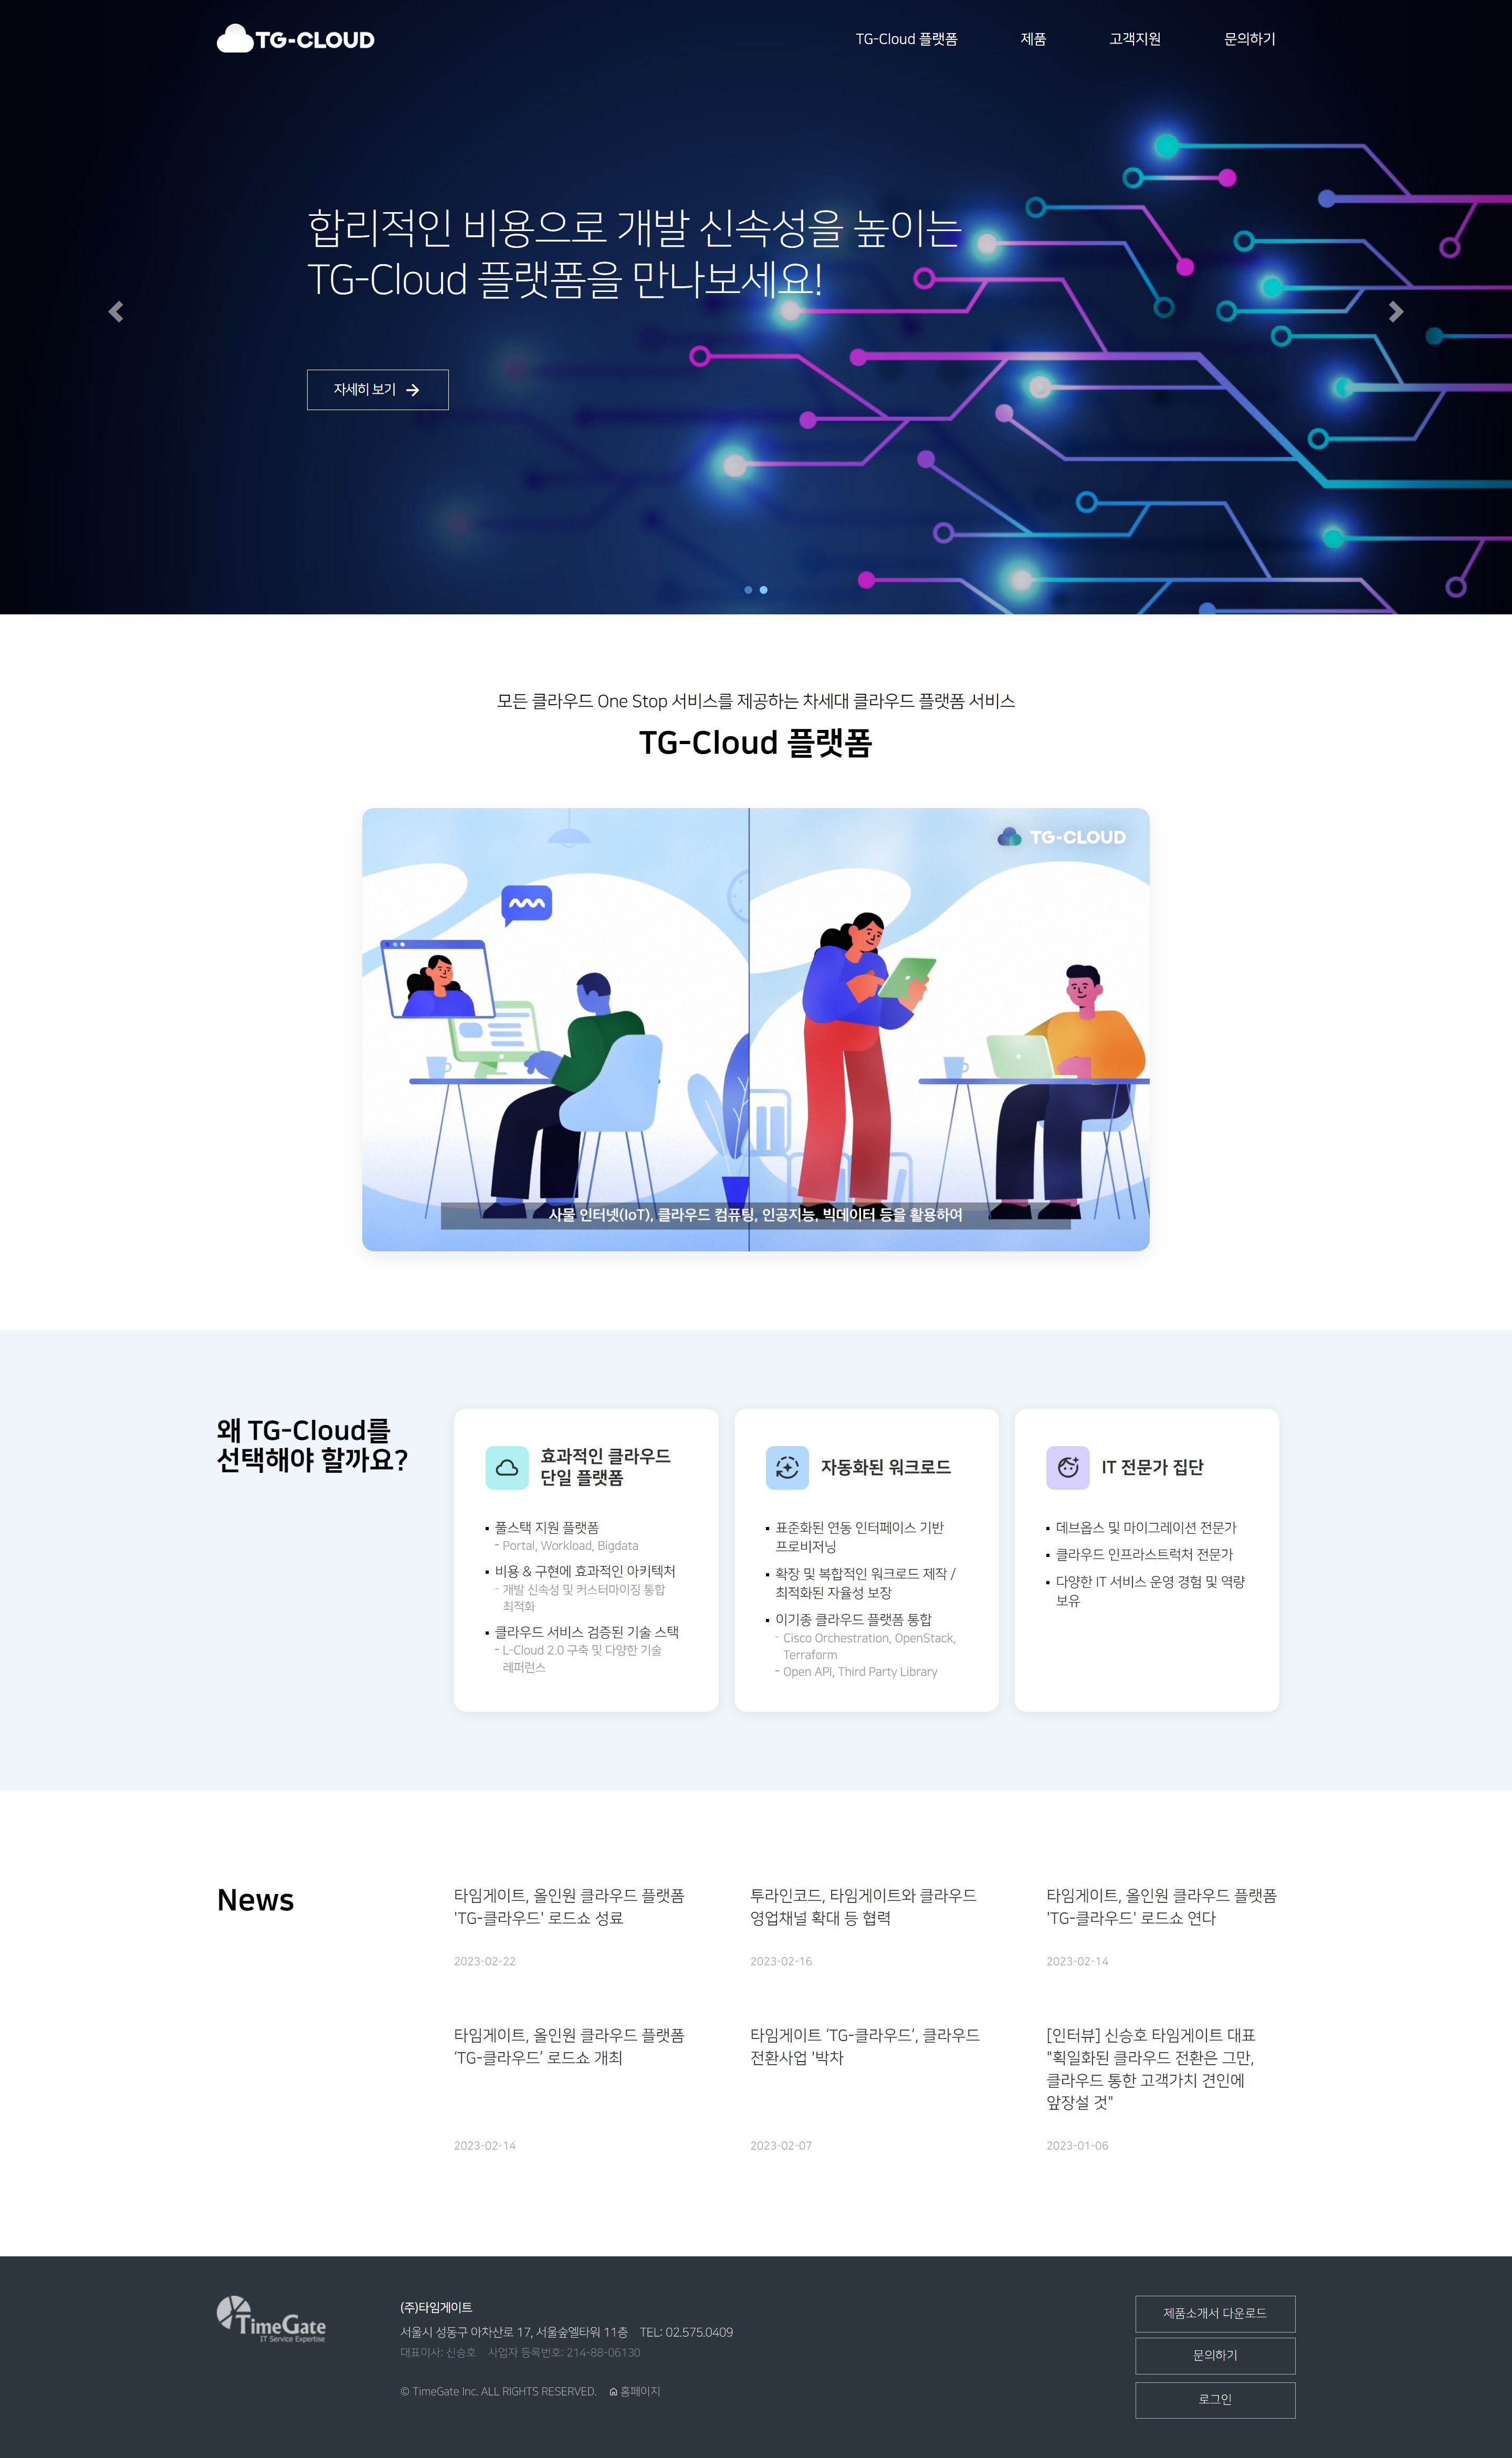 TG-CLOUD
TG-Cloud 플랫폼
제품
고객지원
문의하기
합리적인 비용으로 개발 신속성을 높이는
TG-Cloud 플랫폼을 만나보세요!
자세히 보기
모든 클라우드 One Stop 서비스를 제공하는 차세대 클라우드 플랫폼 서비스
TG-Cloud 플랫폼
TG-CLOUD
사물 인터넷(IoT), 클라우드 컴퓨팅, 인공지능, 빅데이터 등을 활용하여
왜 TG-Cloud를
선택해야 할까요?
효과적인 클라우드
단일 플랫폼
풀스택 지원 플랫폼
- Portal, Workload, Bigdata
비용 & 구현에 효과적인 아키텍처
- 개발 신속성 및 커스터마이징 통합
최적화
클라우드 서비스 검증된 기술 스택
- L-Cloud 2.0 구축 및 다양한 기술
레퍼런스
자동화된 워크로드
표준화된 연동 인터페이스 기반
프로비저닝
확장 및 복합적인 워크로드 제작 /
최적화된 자율성 보장
이기종 클라우드 플랫폼 통합
- Cisco Orchestration, OpenStack,
Terraform
- Open API, Third Party Library
IT 전문가 집단
데브옵스 및 마이그레이션 전문가
클라우드 인프라스트럭처 전문가
다양한 IT 서비스 운영 경험 및 역량
보유
News
타임게이트, 올인원 클라우드 플랫폼
'TG-클라우드' 로드쇼 성료
2023-02-22
투라인코드, 타임게이트와 클라우드
영업채널 확대 등 협력
2023-02-16
타임게이트, 올인원 클라우드 플랫폼
'TG-클라우드' 로드쇼 연다
2023-02-14
타임게이트, 올인원 클라우드 플랫폼
‘TG-클라우드’ 로드쇼 개최
2023-02-14
타임게이트 ‘TG-클라우드’, 클라우드
전환사업 '박차
2023-02-07
[인터뷰] 신승호 타임게이트 대표
"획일화된 클라우드 전환은 그만,
클라우드 통한 고객가치 견인에
앞장설 것"
2023-01-06
TimeGate
IT Service Expertise
(주)타임게이트
서울시 성동구 아차산로 17, 서울숲엘타워 11층 TEL: 02.575.0409
대표이사: 신승호 사업자 등록번호: 214-88-06130
© TimeGate Inc. ALL RIGHTS RESERVED. 홈페이지
제품소개서 다운로드
문의하기
로그인